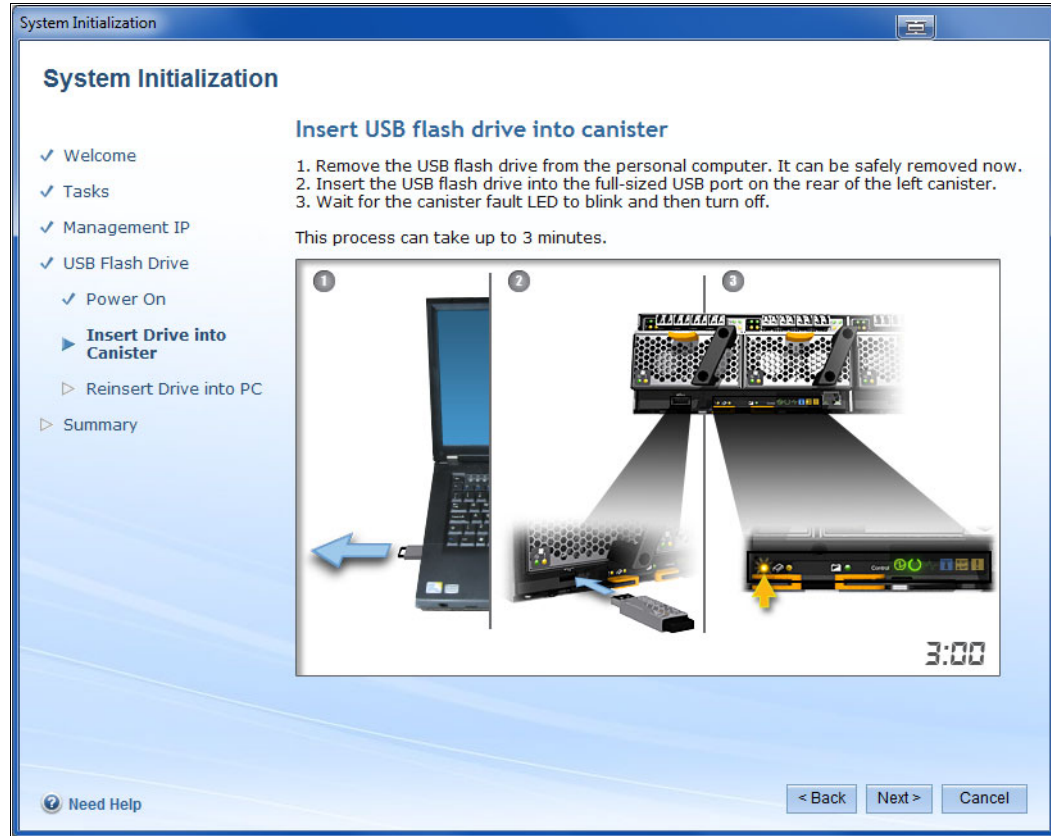 System Initialization
System Initialization
Welcome
Tasks
Management IP
USB Flash Drive
Power On
Insert Drive into
Canister
Reinsert Drive into PC
Summary
Insert USB flash drive into canister
1. Remove the USB flash drive from the personal computer. It can be safely removed now.
2. Insert the USB flash drive into the full-sized USB port on the rear of the left canister.
3. Wait for the canister fault LED to blink and then turn off.
This process can take up to 3 minutes.
1
2
3
Control
3:00
Need Help
< Back
Next >
Cancel